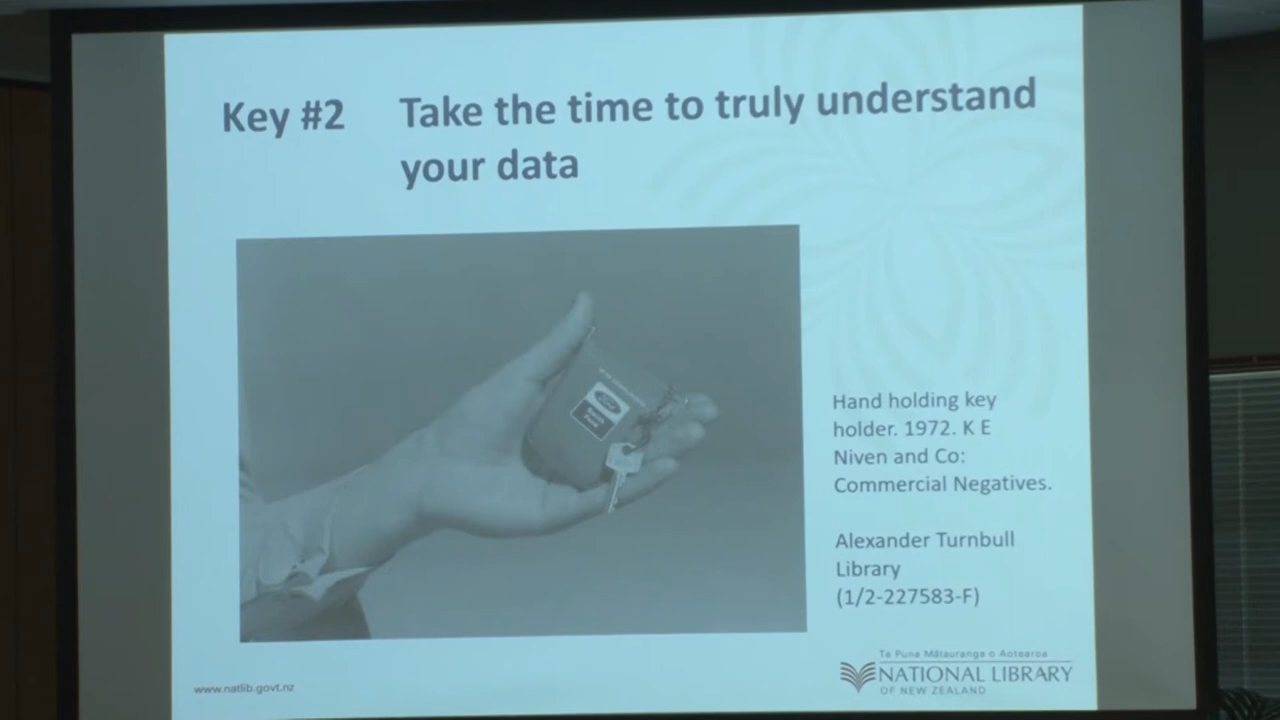 Key #2 Take the time to truly understand
your data
Ford
Hand holding key
holder. 1972. K E
Niven and Co:
Commercial Negatives.
Alexander Turnbull
Library
(1/2-227583-F)
www.natlib.govt.nz
Te Puna Mātauranga o Aotearoa
NATIONAL LIBRARY
OF NEW ZEALAND